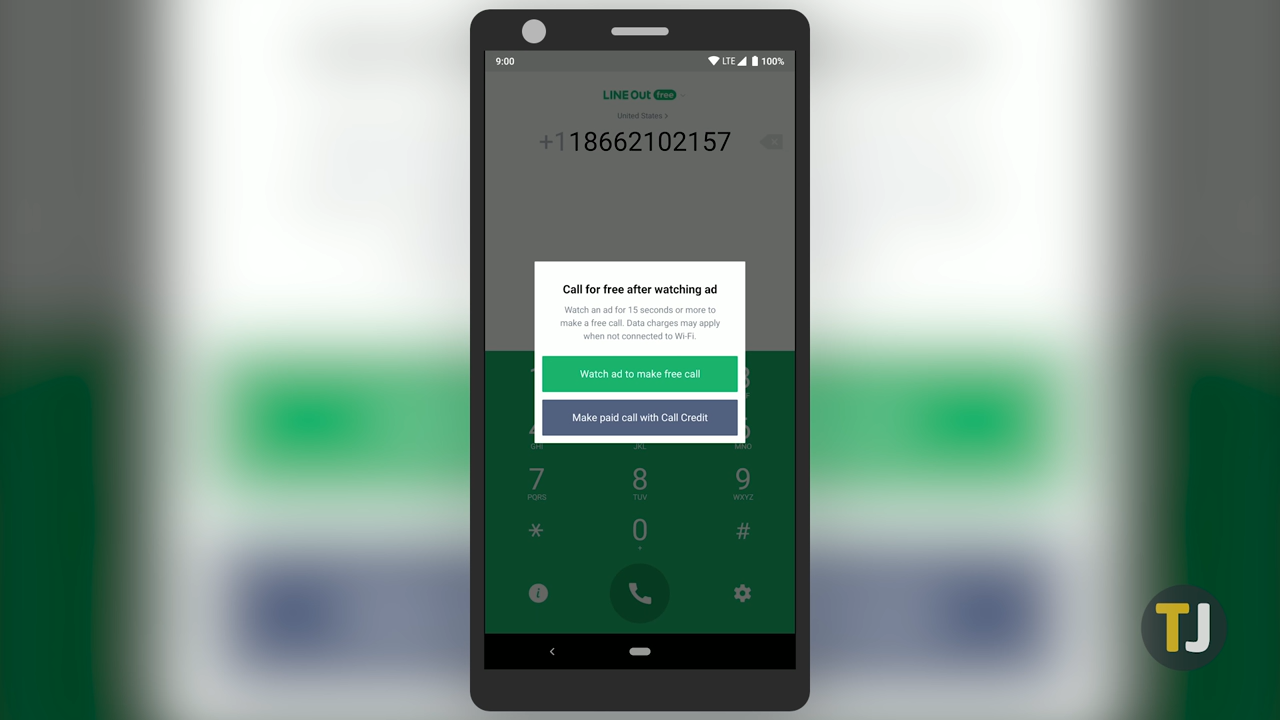 9:00 LTE 100%
LINE Out free
United States >
+118662102157
Call for free after watching ad
Watch an ad for 15 seconds or more to
make a free call. Data charges may apply
when not connected to Wi-Fi.
Watch ad to make free call
Make paid call with Call Credit
GHI JKL MNO
7 8 9
PQRS TUV WXYZ
* 0 #
+
i
TJ